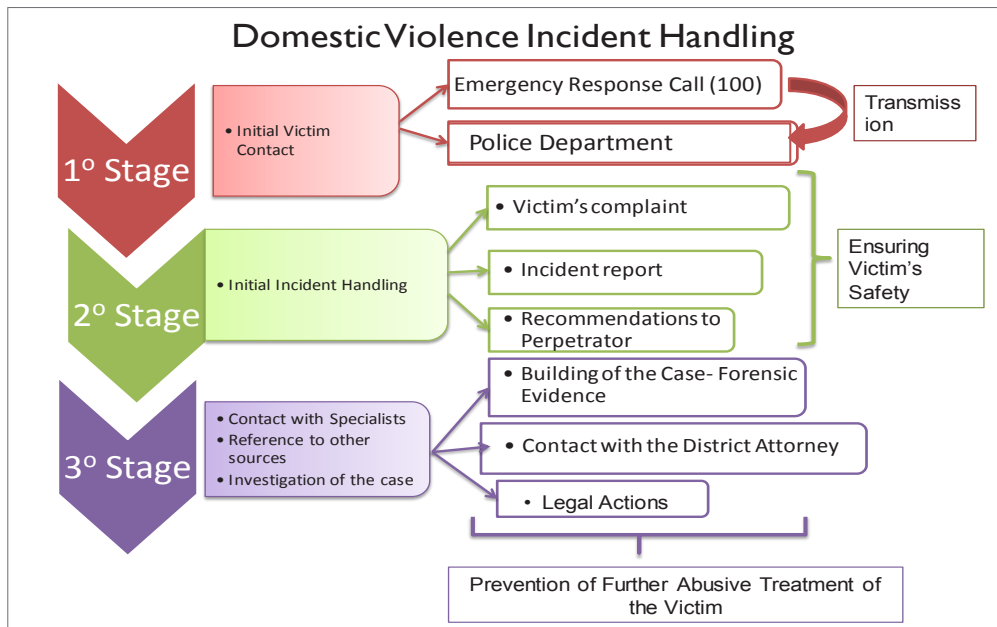 Domestic Violence Incident Handling
1º Stage
• Initial Victim
Contact
Emergency Response Call (100)
Police Department
Transmiss
ion
2º Stage
• Initial Incident Handling
• Victim's complaint
• Incident report
• Recommendations to
Perpetrator
Ensuring
Victim's
Safety
3º Stage
• Contact with Specialists
• Reference to other
sources
• Investigation of the case
• Building of the Case- Forensic
Evidence
• Contact with the District Attorney
• Legal Actions
Prevention of Further Abusive Treatment of
the Victim